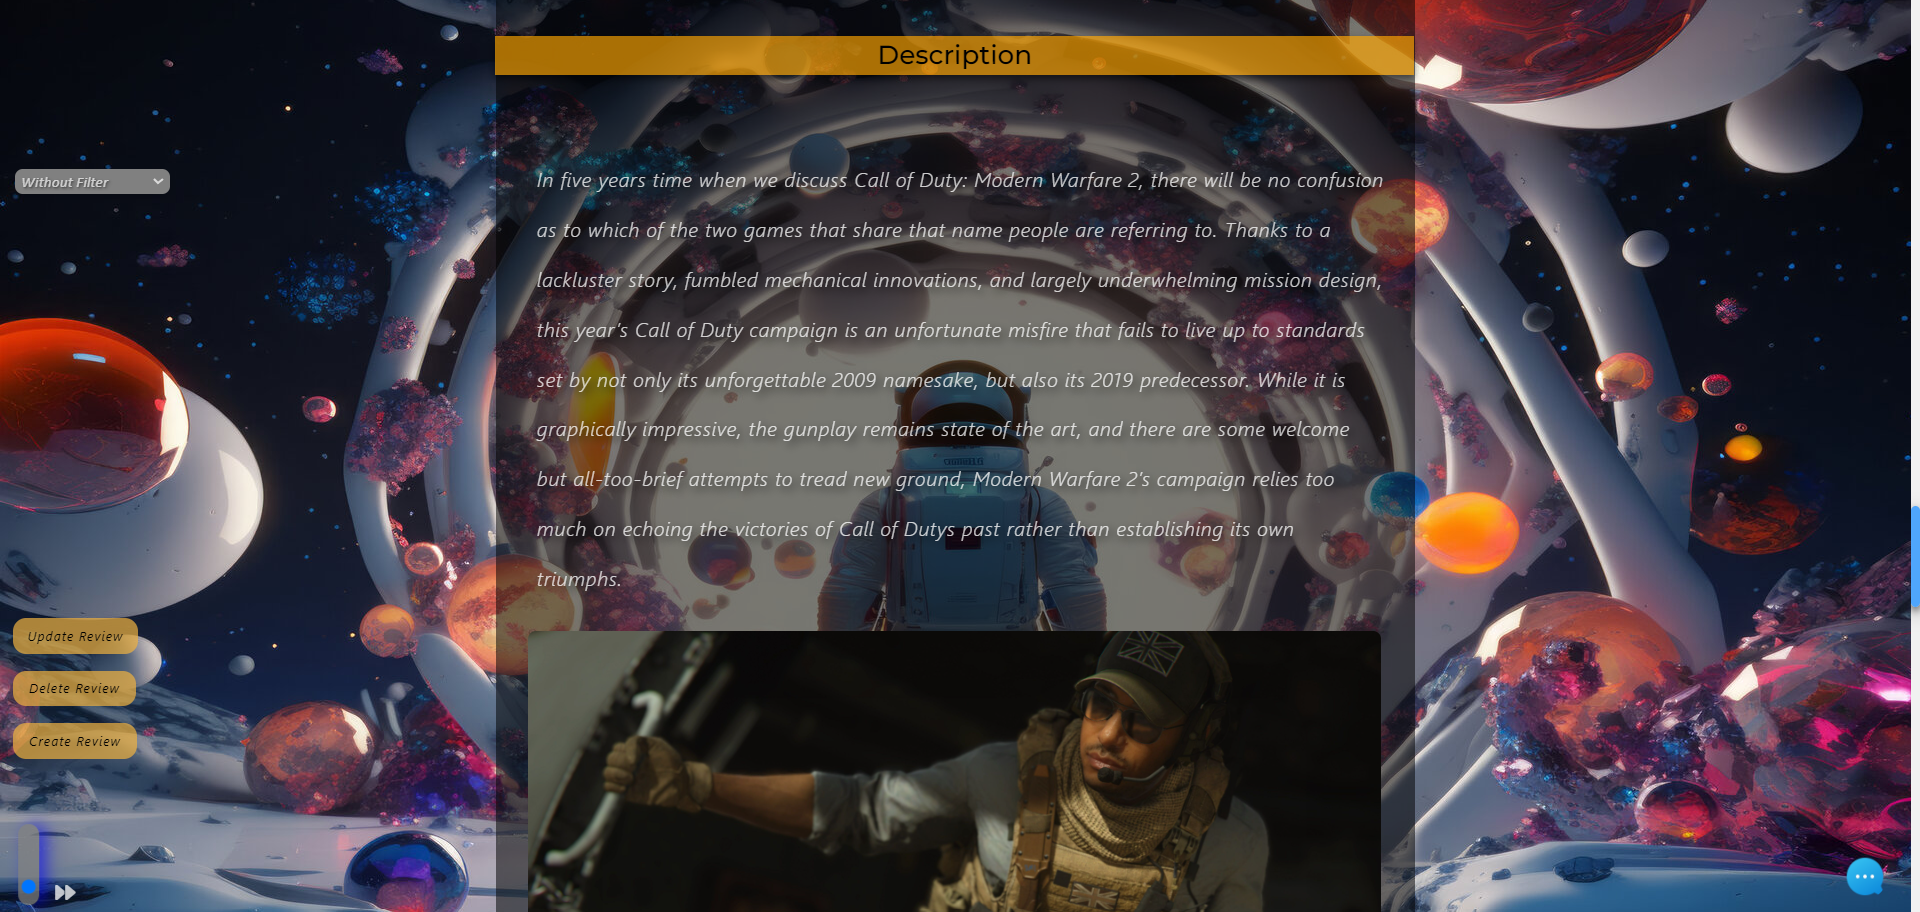 Description
Without Filter
In five years time when we discuss Call of Duty: Modern Warfare 2, there will be no confusion
as to which of the two games that share that name people are referring to. Thanks to a
lackluster story, fumbled mechanical innovations, and largely underwhelming mission design,
this year's Call of Duty campaign is an unfortunate misfire that fails to live up to standards
set by not only its unforgettable 2009 namesake, but also its 2019 predecessor. While it is
graphically impressive, the gunplay remains state of the art, and there are some welcome
but all-too-brief attempts to tread new ground, Modern Warfare 2's campaign relies too
much on echoing the victories of Call of Dutys past rather than establishing its own
triumphs.
Update Review
Delete Review
Create Review